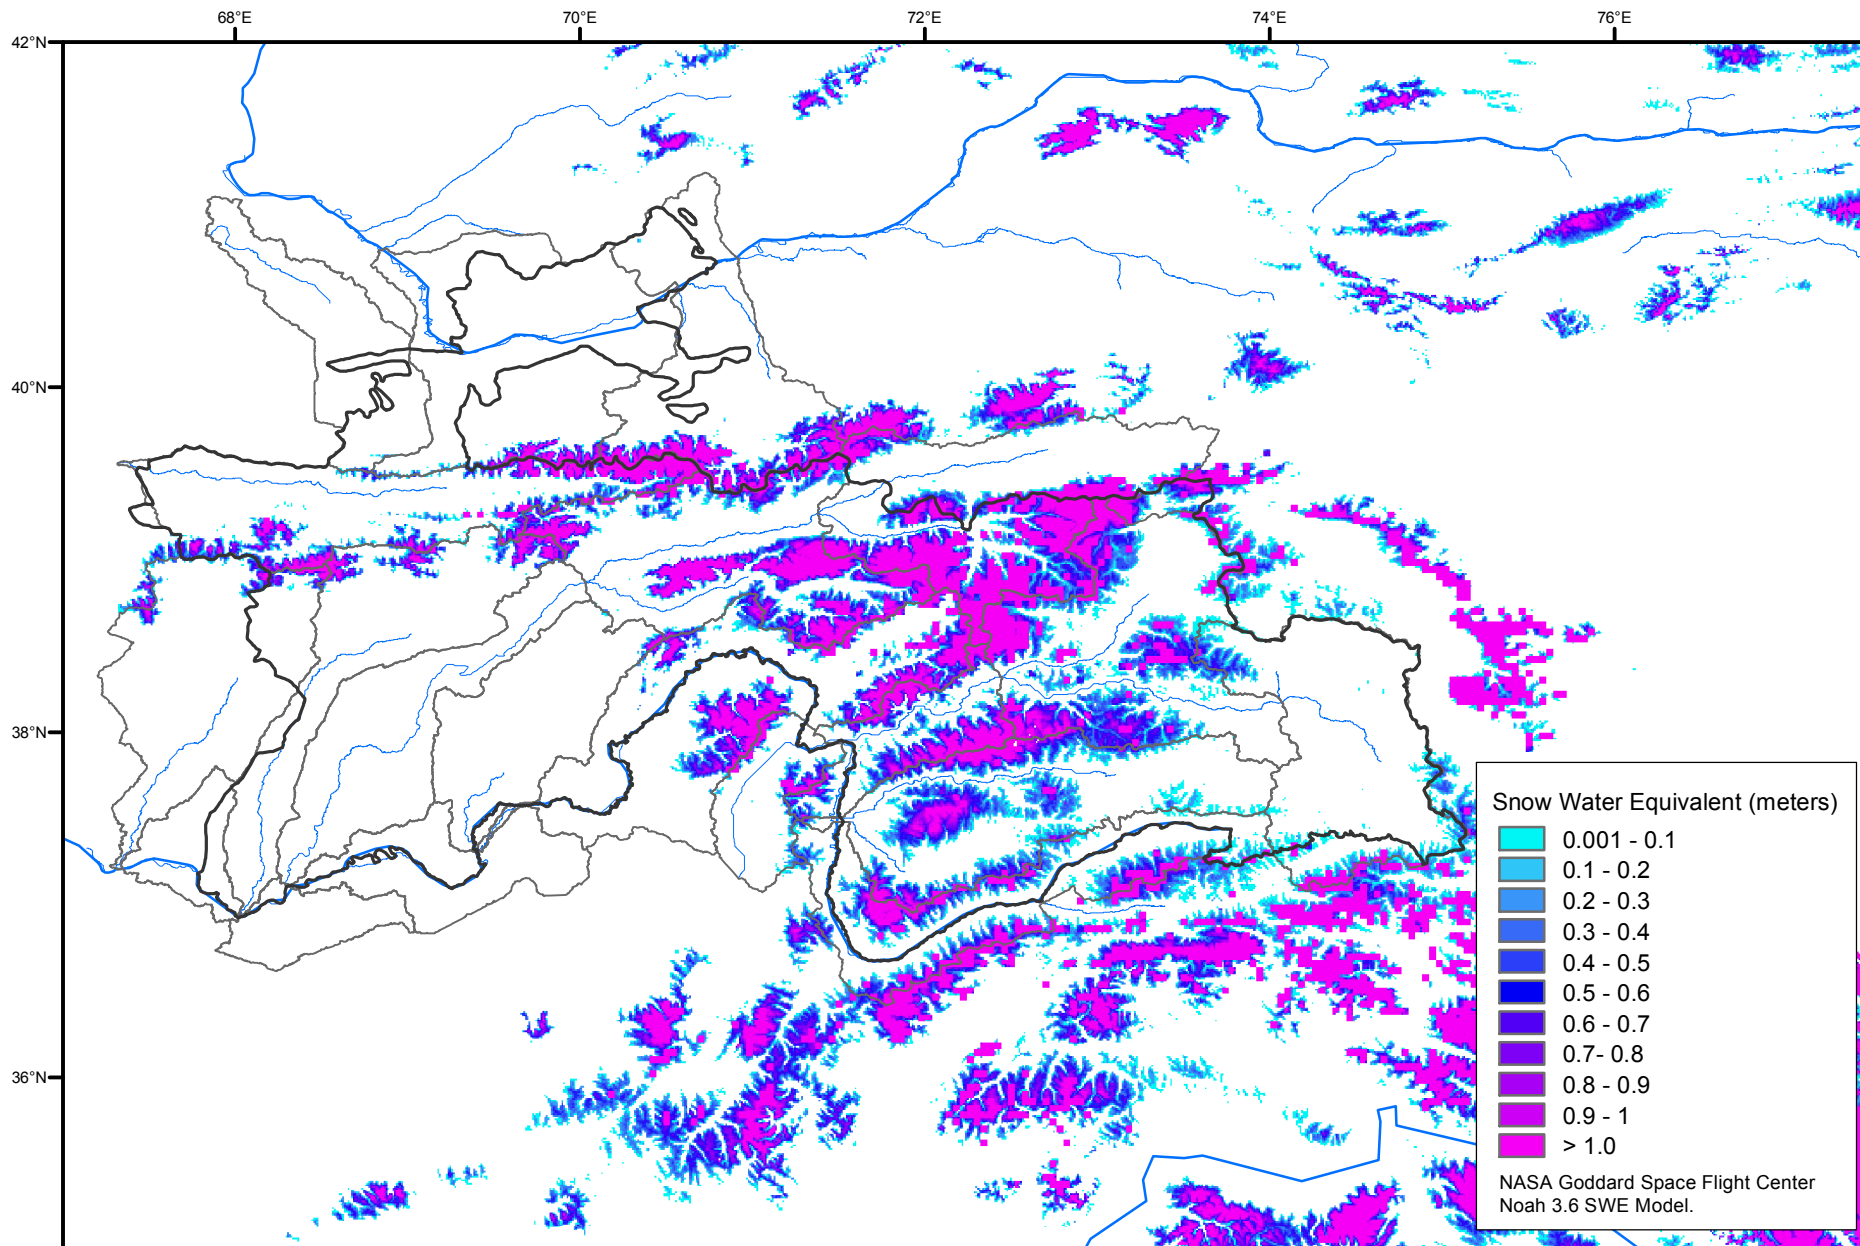 68°E 70°E 72°E 74°E 76°E
42°N
40°N
38°N
36°N
Snow Water Equivalent (meters)
0.001 - 0.1
0.1 - 0.2
0.2 - 0.3
0.3 - 0.4
0.4 - 0.5
0.5 - 0.6
0.6 - 0.7
0.7- 0.8
0.8 - 0.9
0.9 - 1
> 1.0
NASA Goddard Space Flight Center
Noah 3.6 SWE Model.